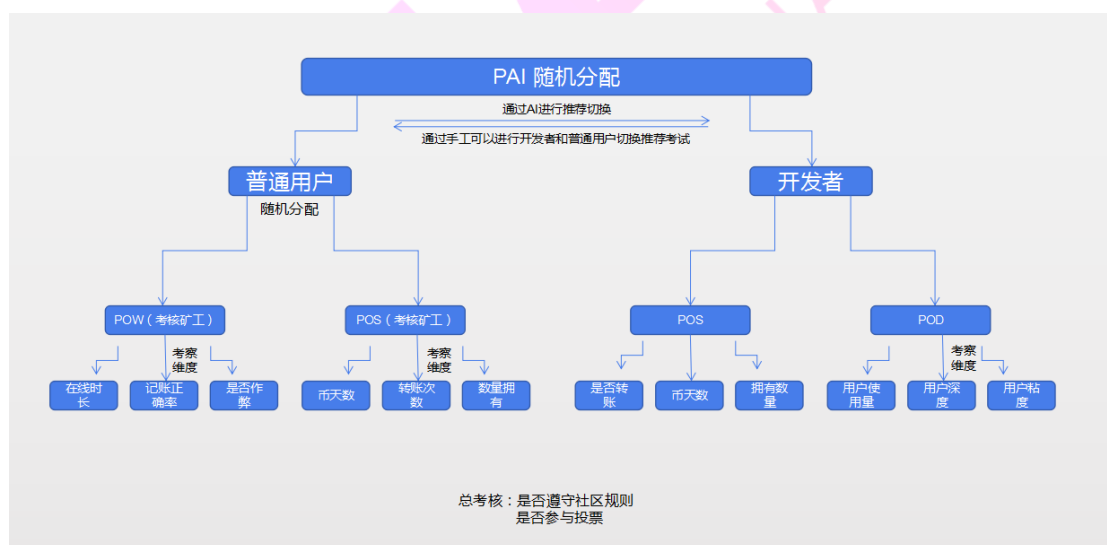 PAI 随机分配
通过AI进行推荐切换
通过手工可以进行开发者和普通用户切换推荐考试
普通用户
开发者
随机分配
POW（考核矿工）
POS（考核矿工）
POS
POD
考察
维度
考察
维度
考察
维度
在线时
长
记账正
确率
是否作
弊
币天数
转账次
数
数量拥
有
是否转
账
币天数
拥有数
量
用户使
用量
用户深
度
用户粘
度
总考核：是否遵守社区规则
是否参与投票